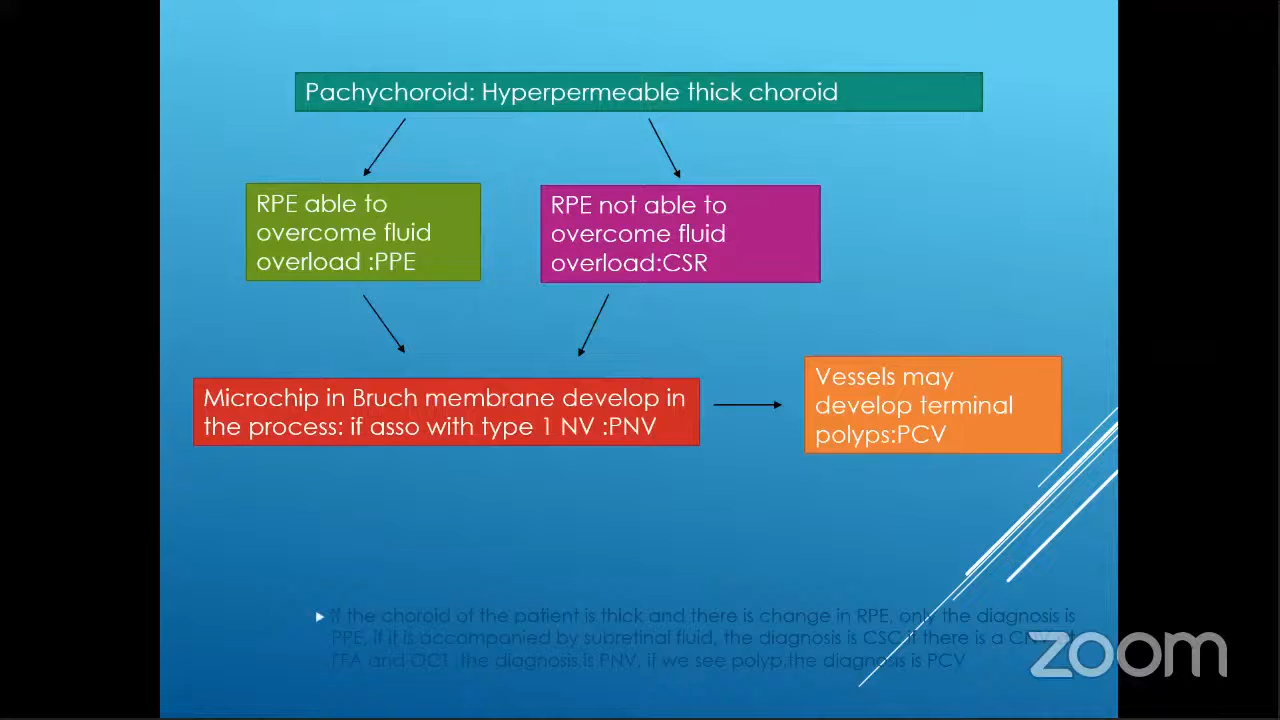 Pachychoroid: Hyperpermeable thick choroid
RPE able to
overcome fluid
overload :PPE
RPE not able to
overcome fluid
overload:CSR
Microchip in Bruch membrane develop in
the process: if asso with type 1 NV :PNV
Vessels may
develop terminal
polyps:PCV
If the choroid of the patient is thick and there is change in RPE, only the diagnosis is
PPE, if it is accompanied by subretinal fluid, the diagnosis is CSC if there is a
FFA and OCT, the diagnosis is PNV, if we see polyp,the diagnosis is PCV
zoom